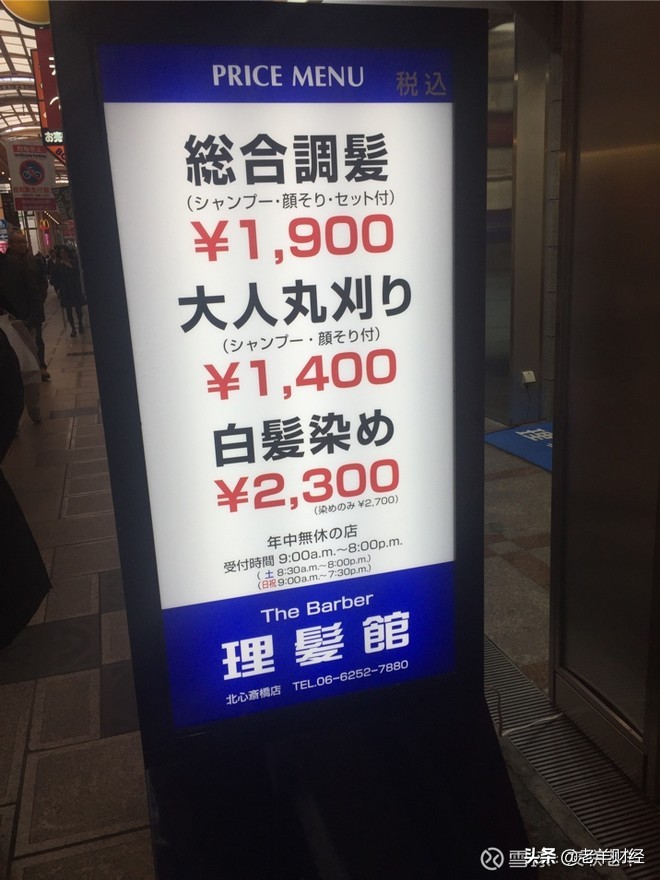 PRICE MENU 税込
総合調髪
(シャンプー・顔そり・セット付)
¥1,900
大人丸刈り
(シャンプー・顔そり付)
¥1,400
白髪染め
¥2,300
(染めのみ ¥2,700)
年中無休の店
受付時間 9:00a.m.～8:00p.m.
(土 8:30a.m.～8:00p.m.)
(日祝 9:00a.m.～7:30p.m.)
The Barber
理髪館
北心斎橋店 TEL.06-6252-7880
头条 @老羊财经